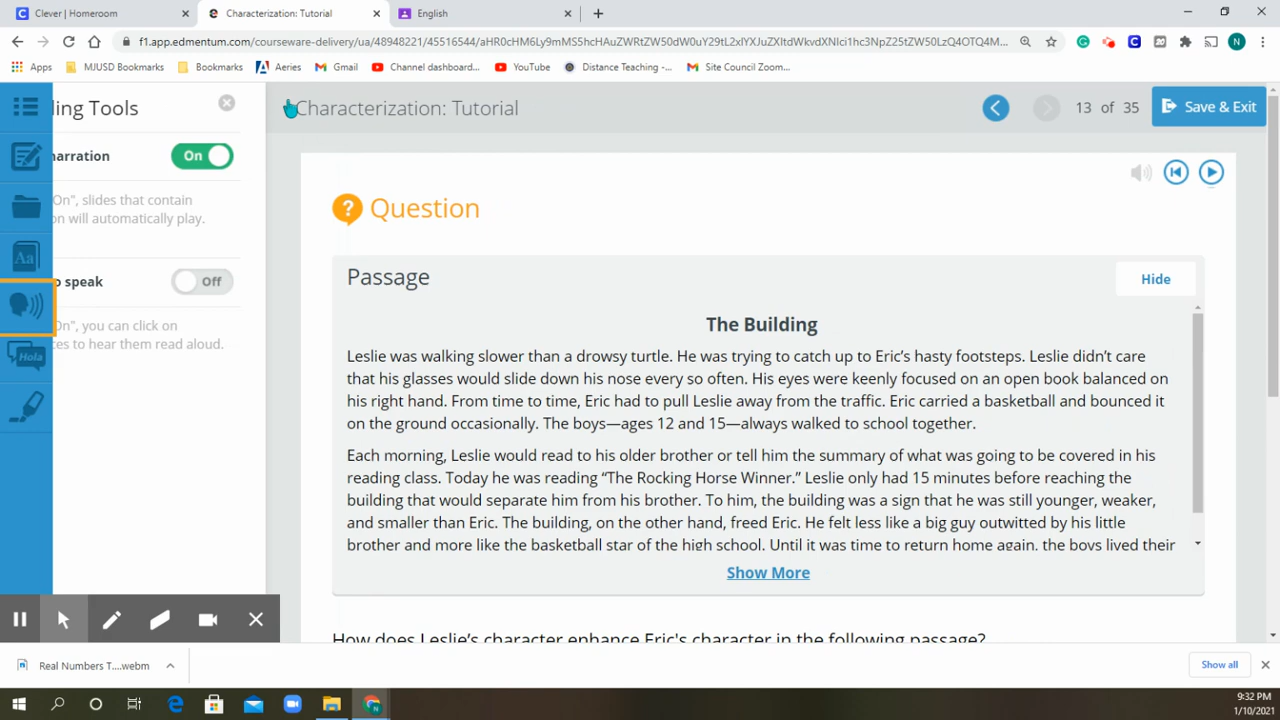 Clever | Homeroom
Characterization: Tutorial
English
f1.app.edmentum.com/courseware-delivery/ua/48948221/45516544/
Apps
MJUSD Bookmarks
Bookmarks
Aeries
Gmail
Channel dashboard...
YouTube
Distance Teaching -...
Site Council Zoom...
N
ding Tools
Characterization: Tutorial
13 of 35
Save & Exit
narration
On
On", slides that contain
on will automatically play.
o speak
Off
On", you can click on
ces to hear them read aloud.
Aa
Hola
? Question
Passage
Hide
The Building
Leslie was walking slower than a drowsy turtle. He was trying to catch up to Eric's hasty footsteps. Leslie didn't care
that his glasses would slide down his nose every so often. His eyes were keenly focused on an open book balanced on
his right hand. From time to time, Eric had to pull Leslie away from the traffic. Eric carried a basketball and bounced it
on the ground occasionally. The boys—ages 12 and 15—always walked to school together.
Each morning, Leslie would read to his older brother or tell him the summary of what was going to be covered in his
reading class. Today he was reading “The Rocking Horse Winner.” Leslie only had 15 minutes before reaching the
building that would separate him from his brother. To him, the building was a sign that he was still younger, weaker,
and smaller than Eric. The building, on the other hand, freed Eric. He felt less like a big guy outwitted by his little
brother and more like the basketball star of the high school. Until it was time to return home again, the boys lived their
Show More
How does Leslie's character enhance Eric's character in the following passage?
Real Numbers T....webm
Show all
9:32 PM
1/10/2021